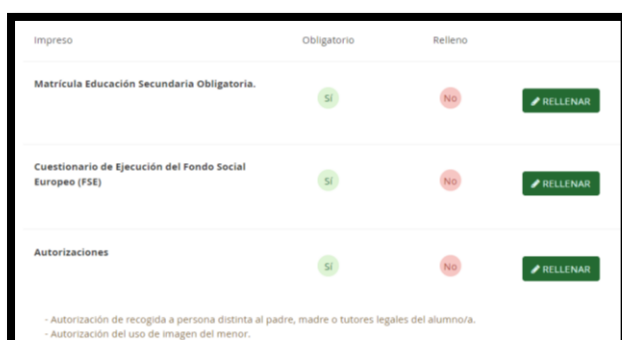 Impreso Obligatorio Relleno
Matrícula Educación Secundaria Obligatoria.
Sí No RELLENAR
Cuestionario de Ejecución del Fondo Social
Europeo (FSE)
Sí No RELLENAR
Autorizaciones
Sí No RELLENAR
- Autorización de recogida a persona distinta al padre, madre o tutores legales del alumno/a.
- Autorización del uso de imagen del menor.